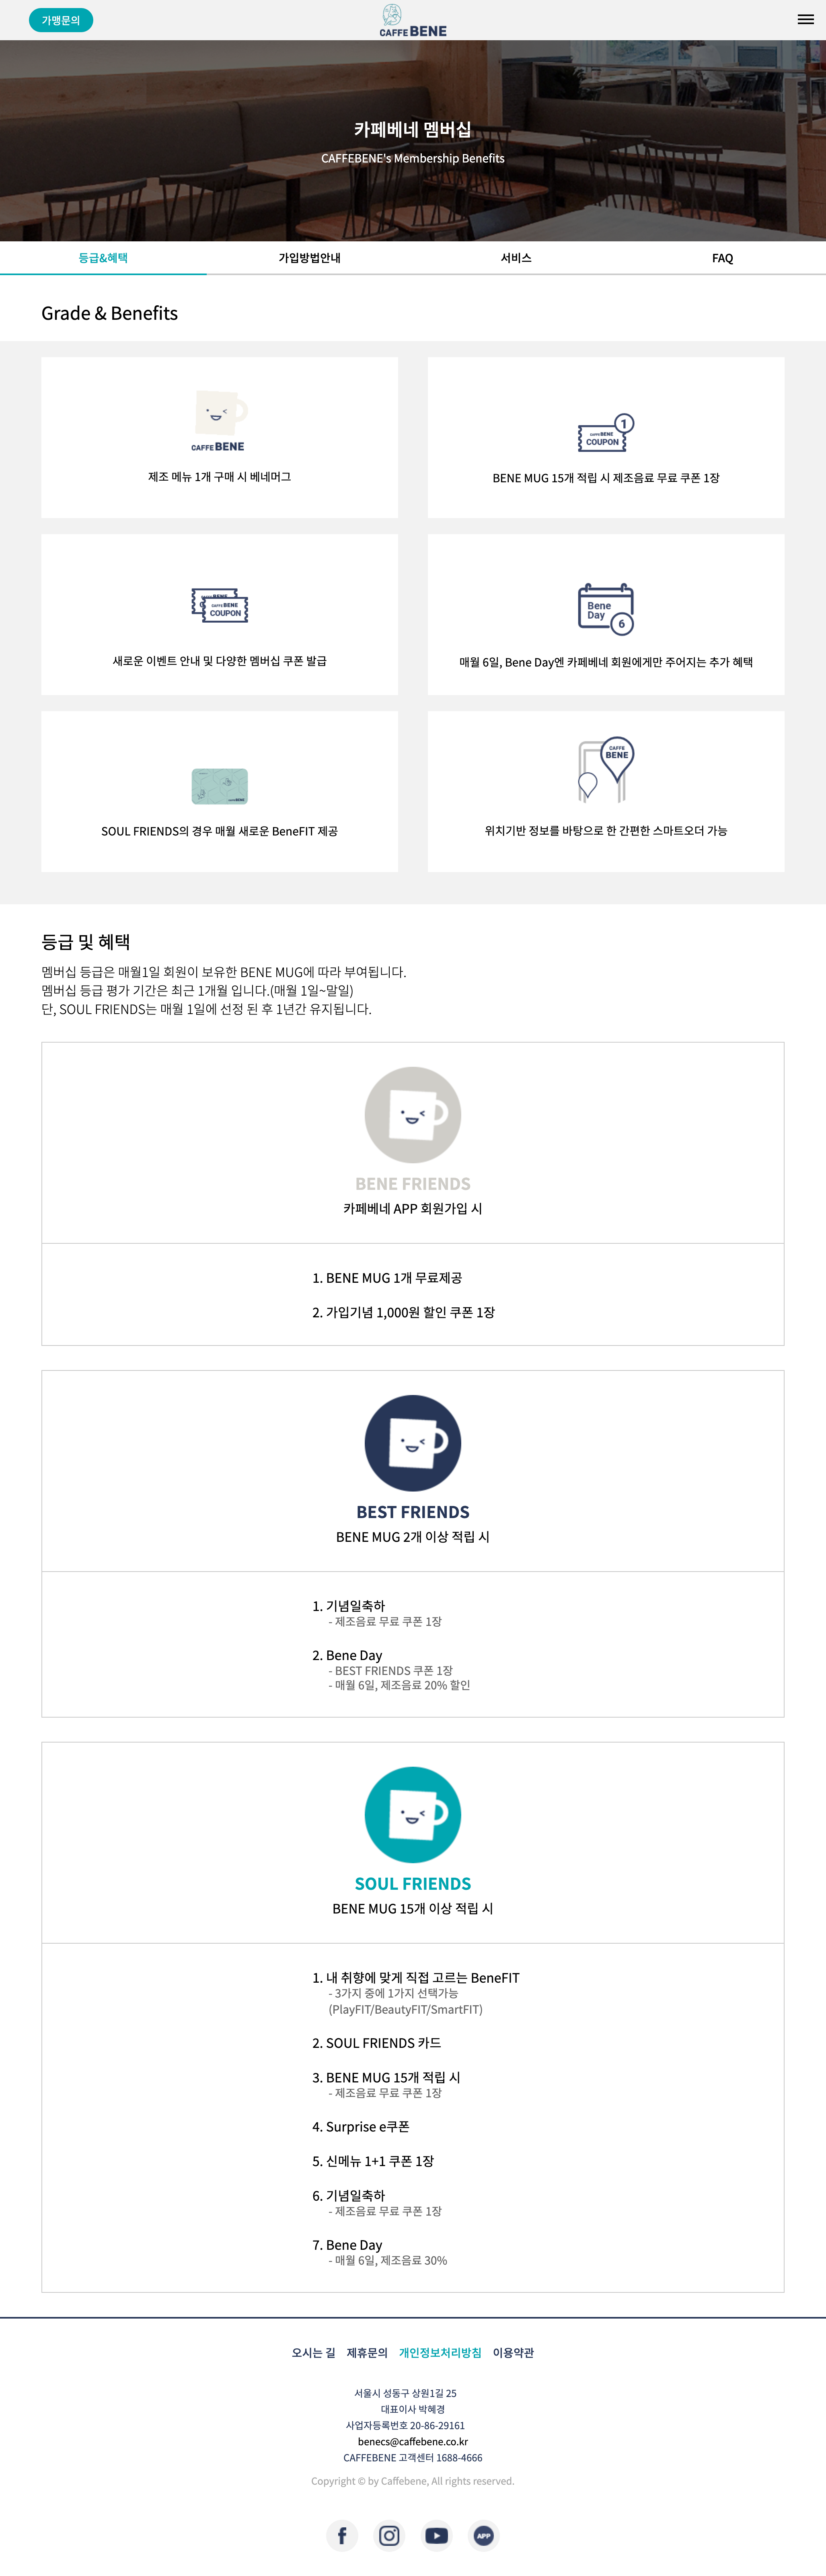 가맹문의
CAFFE BENE
카페베네 멤버십
CAFFEBENE's Membership Benefits
등급&혜택
가입방법안내
서비스
FAQ
Grade & Benefits
CAFFE BENE
제조 메뉴 1개 구매 시 베네머그
1
CAFFE BENE
COUPON
BENE MUG 15개 적립 시 제조음료 무료 쿠폰 1장
CAFFE BENE
COUPON
새로운 이벤트 안내 및 다양한 멤버십 쿠폰 발급
Bene
Day
6
매월 6일, Bene Day엔 카페베네 회원에게만 주어지는 추가 혜택
CAFFE BENE
SOUL FRIENDS의 경우 매월 새로운 BeneFIT 제공
CAFFE
BENE
위치기반 정보를 바탕으로 한 간편한 스마트오더 가능
등급 및 혜택
멤버십 등급은 매월1일 회원이 보유한 BENE MUG에 따라 부여됩니다.
멤버십 등급 평가 기간은 최근 1개월 입니다.(매월 1일~말일)
단, SOUL FRIENDS는 매월 1일에 선정 된 후 1년간 유지됩니다.
BENE FRIENDS
카페베네 APP 회원가입 시
1. BENE MUG 1개 무료제공
2. 가입기념 1,000원 할인 쿠폰 1장
BEST FRIENDS
BENE MUG 2개 이상 적립 시
1. 기념일축하
- 제조음료 무료 쿠폰 1장
2. Bene Day
- BEST FRIENDS 쿠폰 1장
- 매월 6일, 제조음료 20% 할인
SOUL FRIENDS
BENE MUG 15개 이상 적립 시
1. 내 취향에 맞게 직접 고르는 BeneFIT
- 3가지 중에 1가지 선택가능
(PlayFIT/BeautyFIT/SmartFIT)
2. SOUL FRIENDS 카드
3. BENE MUG 15개 적립 시
- 제조음료 무료 쿠폰 1장
4. Surprise e쿠폰
5. 신메뉴 1+1 쿠폰 1장
6. 기념일축하
- 제조음료 무료 쿠폰 1장
7. Bene Day
- 매월 6일, 제조음료 30%
오시는 길 제휴문의 개인정보처리방침 이용약관
서울시 성동구 상원1길 25
대표이사 박혜경
사업자등록번호 20-86-29161
benecs@caffebene.co.kr
CAFFEBENE 고객센터 1688-4666
Copyright © by Caffebene, All rights reserved.
APP